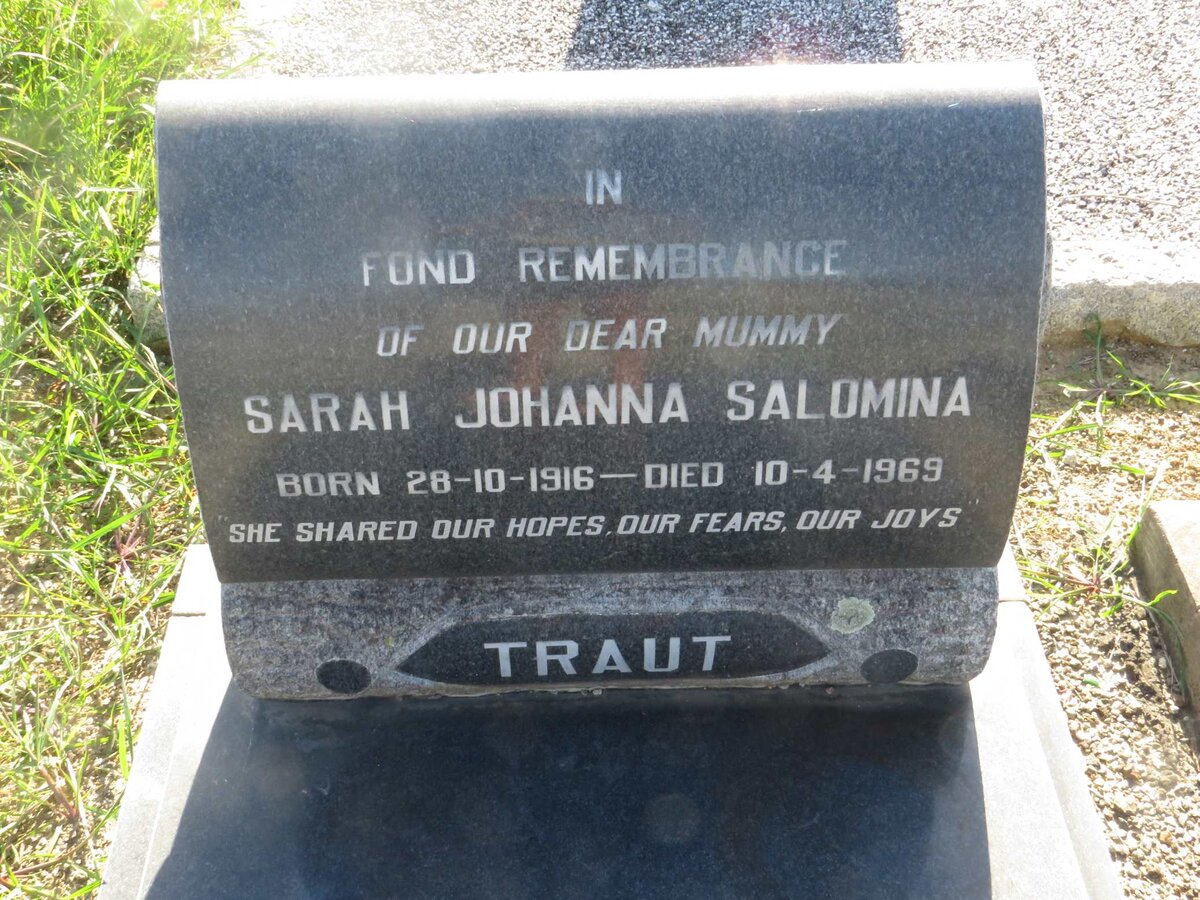 IN
FOND REMEMBRANCE
OF OUR DEAR MUMMY
SARAH JOHANNA SALOMINA
BORN 28-10-1916—DIED 10-4-1969
"SHE SHARED OUR HOPES, OUR FEARS, OUR JOYS"
TRAUT